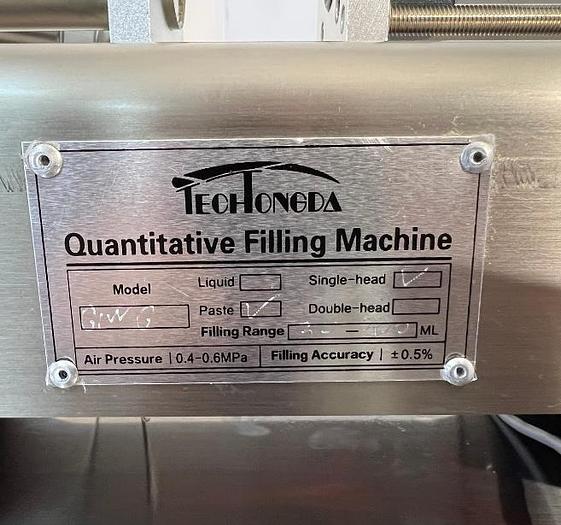 TECHTONGDA
Quantitative Filling Machine
Model
Liquid
Single-head ✓
Paste ✓
Double-head
Filling Range — ML
Air Pressure | 0.4-0.6MPa
Filling Accuracy | ±0.5%